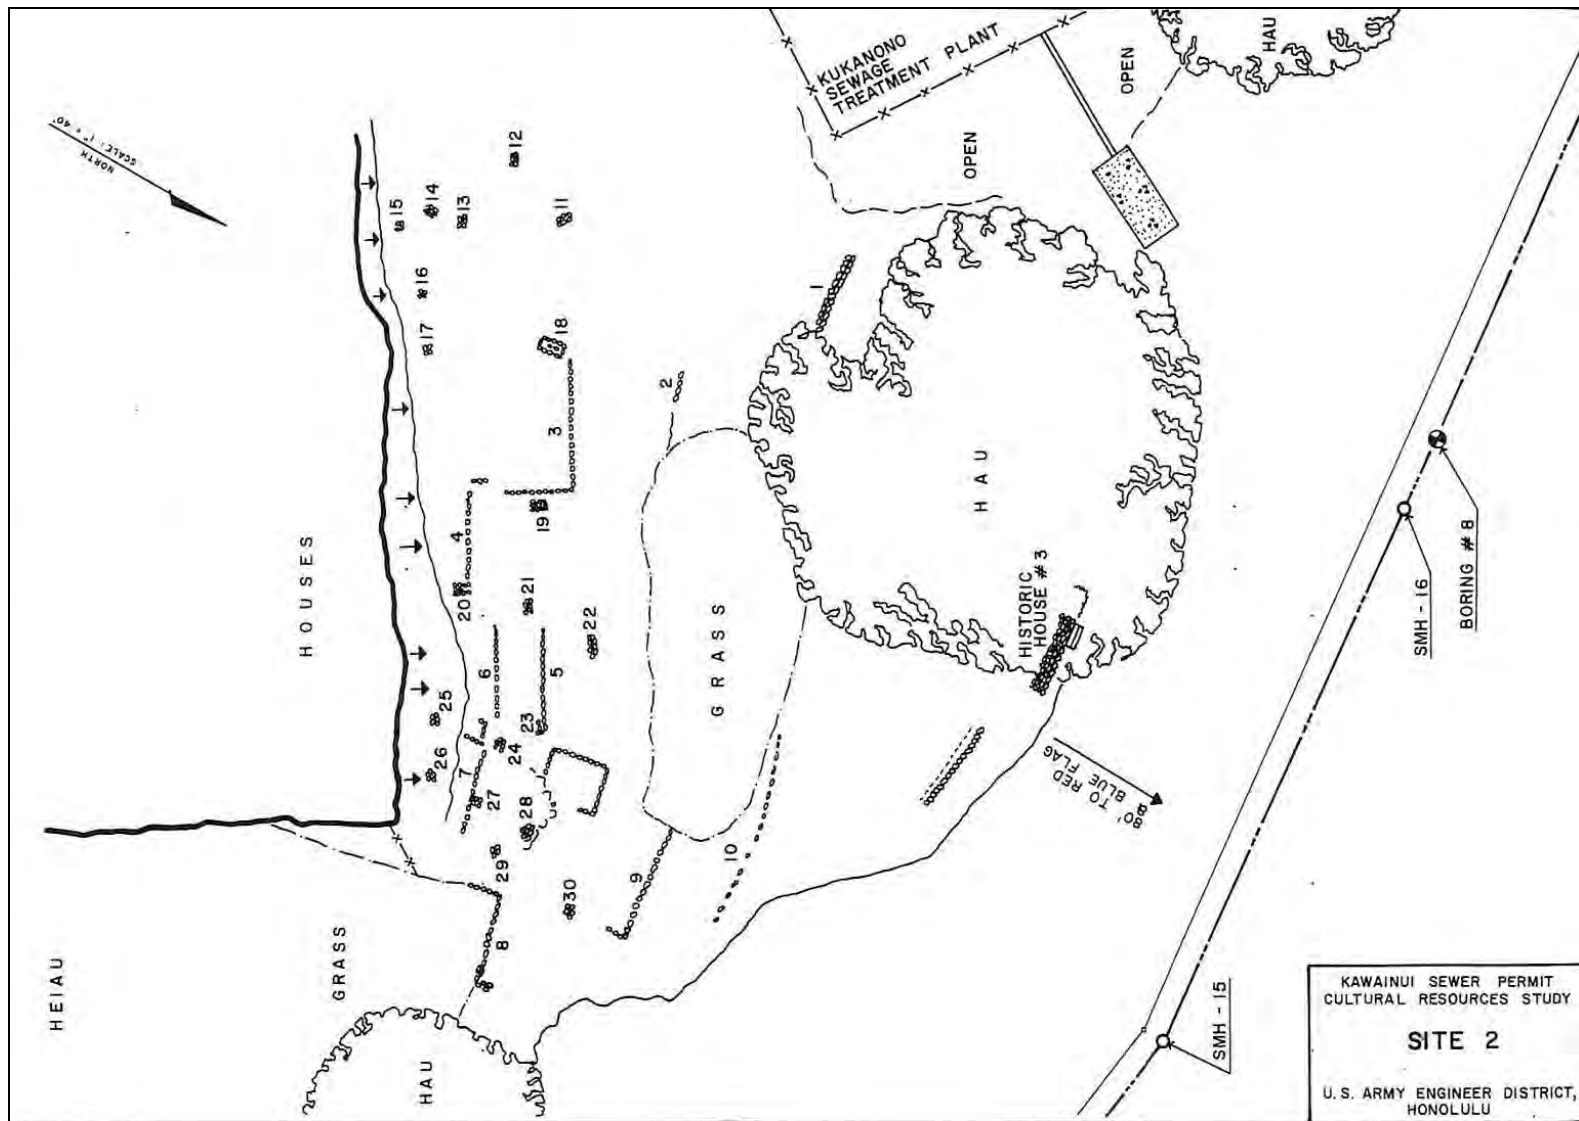 KUKANONO
SEWAGE
TREATMENT PLANT
OPEN
HAU
OPEN
NORTH
SCALE: 1" = 40'
12
15
14
13
11
16
17
18
1
2
3
HOUSES
4
19
20
21
22
HAU
HISTORIC
HOUSE # 3
GRASS
SMH - 16
BORING # 8
6
5
25
23
24
26
7
27
28
80' TO RED
& BLUE FLAG
29
30
9
10
8
HEIAU
GRASS
HAU
SMH - 15
KAWAINUI SEWER PERMIT
CULTURAL RESOURCES STUDY
SITE 2
U. S. ARMY ENGINEER DISTRICT,
HONOLULU